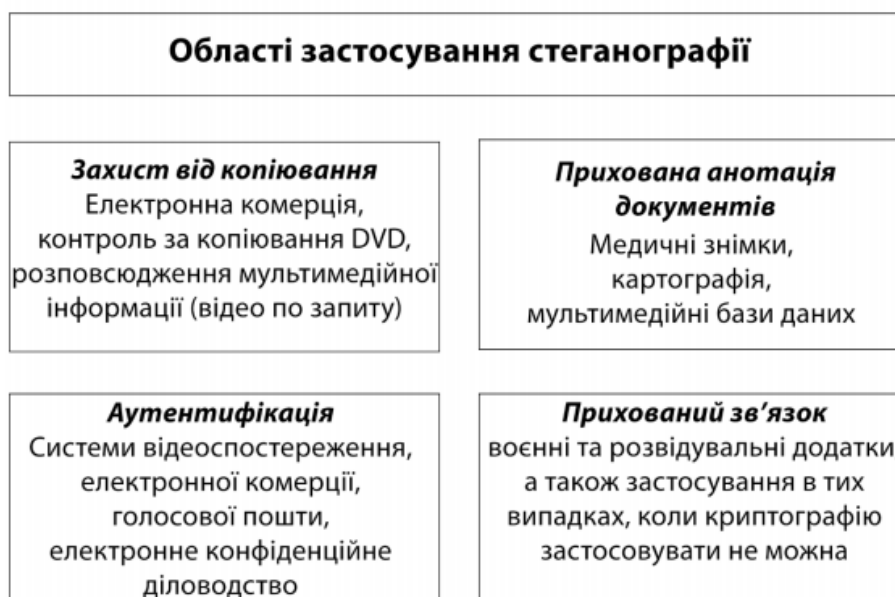 Області застосування стеганографії
Захист від копіювання
Електронна комерція,
контроль за копіювання DVD,
розповсюдження мультимедійної
інформації (відео по запиту)
Прихована анотація
документів
Медичні знімки,
картографія,
мультимедійні бази даних
Аутентифікація
Системи відеоспостереження,
електронної комерції,
голосової пошти,
електронне конфіденційне
діловодство
Прихований зв’язок
воєнні та розвідувальні додатки
а також застосування в тих
випадках, коли криптографію
застосовувати не можна